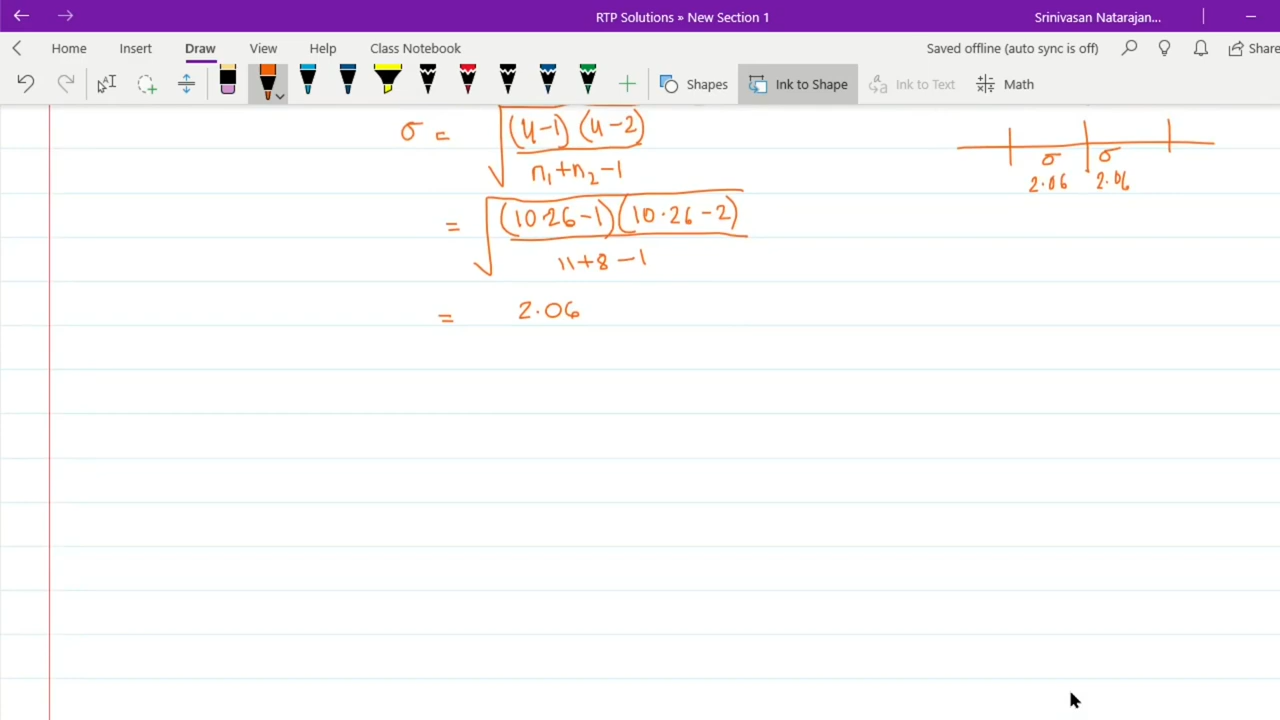 RTP Solutions » New Section 1 Srinivasan Natarajan...
Home Insert Draw View Help Class Notebook Saved offline (auto sync is off) Share
A I Shapes Ink to Shape Ink to Text Math
σ = √((μ-1) (μ-2) / n₁+n₂-1)
σ σ
2.06 2.06
= √((10.26-1)(10.26-2) / 11+8-1)
= 2.06